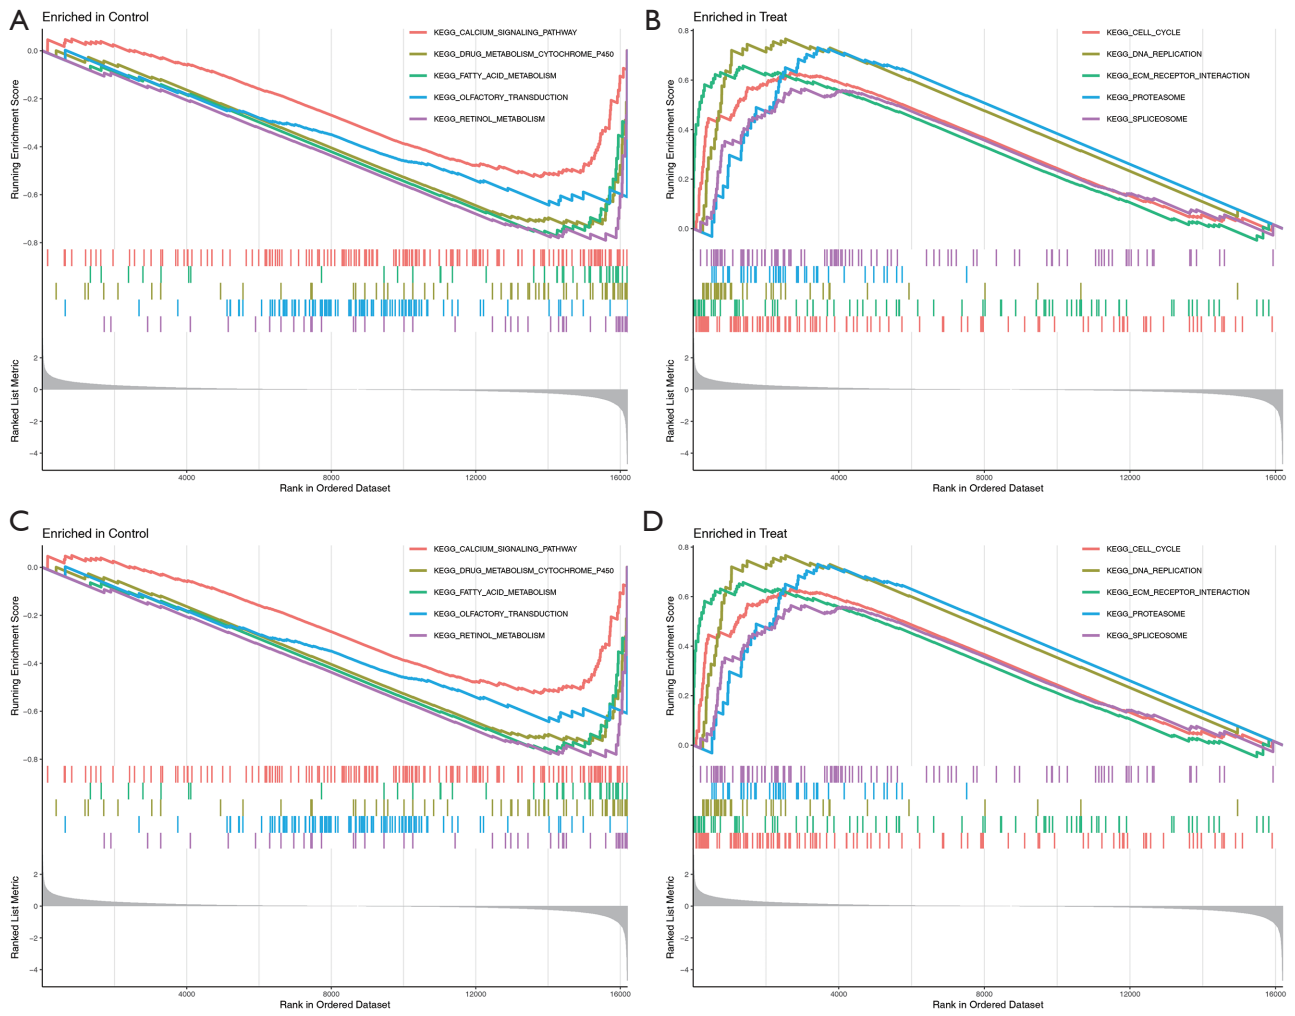 A
Enriched in Control
KEGG_CALCIUM_SIGNALING_PATHWAY
KEGG_DRUG_METABOLISM_CYTOCHROME_P450
KEGG_FATTY_ACID_METABOLISM
KEGG_OLFACTORY_TRANSDUCTION
KEGG_RETINOL_METABOLISM
Running Enrichment Score
0.0
−0.2
−0.4
−0.6
−0.8
Ranked List Metric
2
0
−2
−4
4000 8000 12000 16000
Rank in Ordered Dataset
B
Enriched in Treat
KEGG_CELL_CYCLE
KEGG_DNA_REPLICATION
KEGG_ECM_RECEPTOR_INTERACTION
KEGG_PROTEASOME
KEGG_SPLICEOSOME
Running Enrichment Score
0.8
0.6
0.4
0.2
0.0
Ranked List Metric
2
0
−2
−4
4000 8000 12000 16000
Rank in Ordered Dataset
C
Enriched in Control
KEGG_CALCIUM_SIGNALING_PATHWAY
KEGG_DRUG_METABOLISM_CYTOCHROME_P450
KEGG_FATTY_ACID_METABOLISM
KEGG_OLFACTORY_TRANSDUCTION
KEGG_RETINOL_METABOLISM
Running Enrichment Score
0.0
−0.2
−0.4
−0.6
−0.8
Ranked List Metric
2
0
−2
−4
4000 8000 12000 16000
Rank in Ordered Dataset
D
Enriched in Treat
KEGG_CELL_CYCLE
KEGG_DNA_REPLICATION
KEGG_ECM_RECEPTOR_INTERACTION
KEGG_PROTEASOME
KEGG_SPLICEOSOME
Running Enrichment Score
0.8
0.6
0.4
0.2
0.0
Ranked List Metric
2
0
−2
−4
4000 8000 12000 16000
Rank in Ordered Dataset